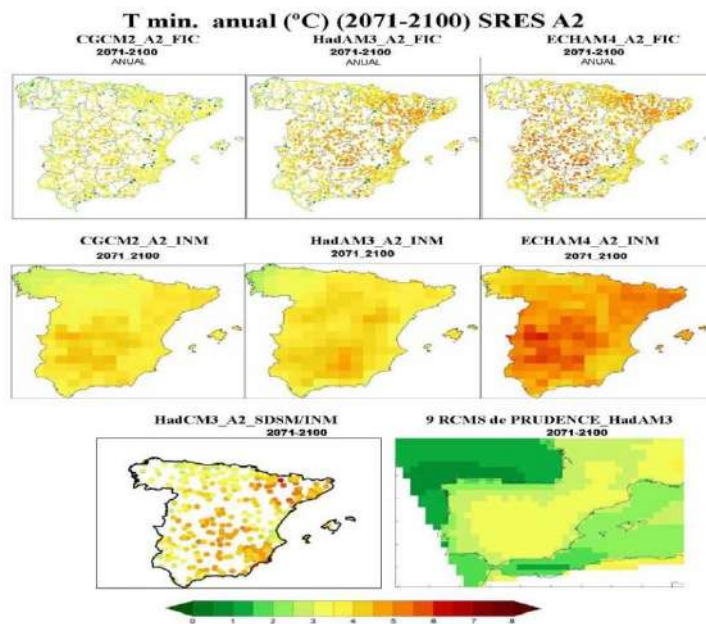 T min. anual (ºC) (2071-2100) SRES A2
CGCM2_A2_FIC
2071-2100
ANUAL
HadAM3_A2_FIC
2071-2100
ANUAL
ECHAM4_A2_FIC
2071-2100
ANUAL
CGCM2_A2_INM
2071_2100
HadAM3_A2_INM
2071_2100
ECHAM4_A2_INM
2071_2100
HadCM3_A2_SDSM/INM
2071-2100
9 RCMS de PRUDENCE_HadAM3
2071-2100
0 1 2 3 4 5 6 7 8